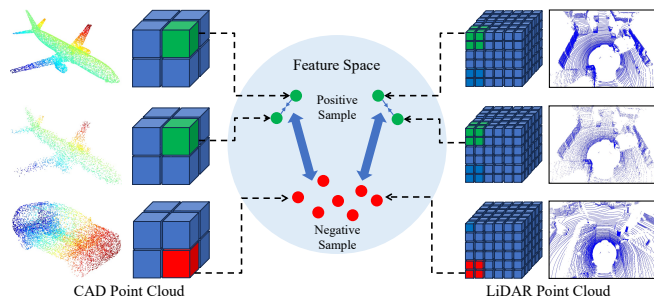 Feature Space
Positive
Sample
Negative
Sample
CAD Point Cloud
LiDAR Point Cloud